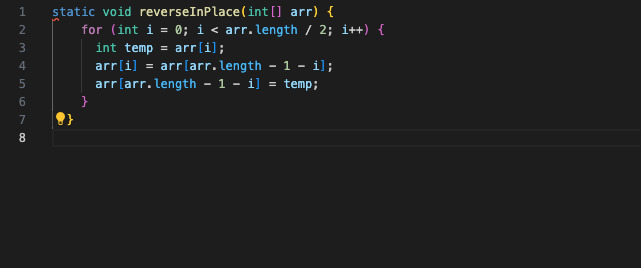 1 static void reverseInPlace(int[] arr) {
2     for (int i = 0; i < arr.length / 2; i++) {
3       int temp = arr[i];
4       arr[i] = arr[arr.length - 1 - i];
5       arr[arr.length - 1 - i] = temp;
6     }
7   }
8